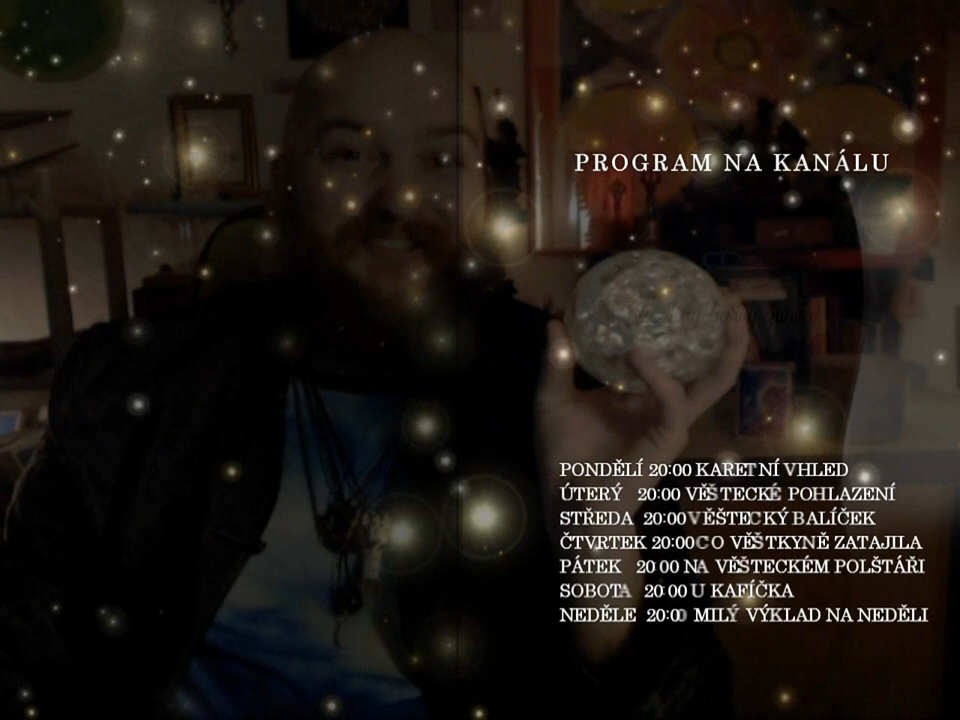 PROGRAM NA KANÁLU
PONDĚLÍ 20:00 KARETNÍ VHLED
ÚTERÝ 20:00 VĚŠTECKÉ POHLAZENÍ
STŘEDA 20:00 VĚŠTECKÝ BALÍČEK
ČTVRTEK 20:00 CO VĚŠTKYNĚ ZATAJILA
PÁTEK 20:00 NA VĚŠTECKÉM POLŠTÁŘI
SOBOTA 20:00 U KAFÍČKA
NEDĚLE 20:00 MILÝ VÝKLAD NA NEDĚLI